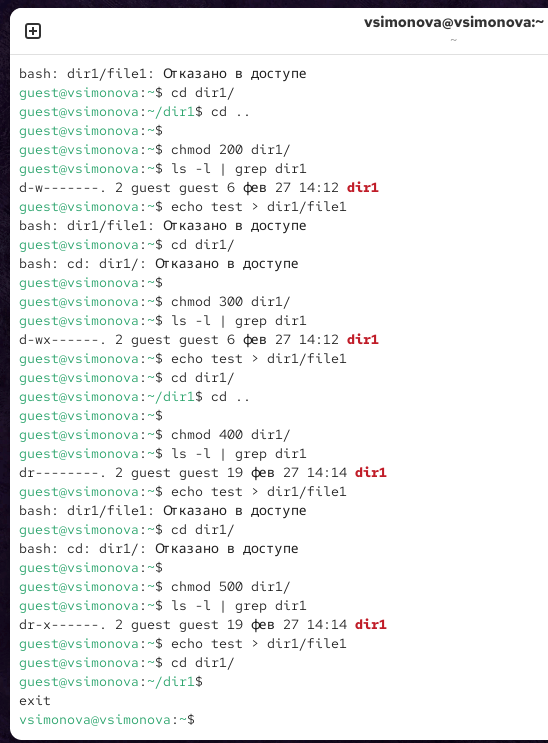 vsimonova@vsimonova:~
~
bash: dir1/file1: Отказано в доступе
guest@vsimonova:~$ cd dir1/
guest@vsimonova:~/dir1$ cd ..
guest@vsimonova:~$
guest@vsimonova:~$ chmod 200 dir1/
guest@vsimonova:~$ ls -l | grep dir1
d-w-------. 2 guest guest 6 фев 27 14:12 dir1
guest@vsimonova:~$ echo test > dir1/file1
bash: dir1/file1: Отказано в доступе
guest@vsimonova:~$ cd dir1/
bash: cd: dir1/: Отказано в доступе
guest@vsimonova:~$
guest@vsimonova:~$ chmod 300 dir1/
guest@vsimonova:~$ ls -l | grep dir1
d-wx------. 2 guest guest 6 фев 27 14:12 dir1
guest@vsimonova:~$ echo test > dir1/file1
guest@vsimonova:~$ cd dir1/
guest@vsimonova:~/dir1$ cd ..
guest@vsimonova:~$
guest@vsimonova:~$ chmod 400 dir1/
guest@vsimonova:~$ ls -l | grep dir1
dr--------. 2 guest guest 19 фев 27 14:14 dir1
guest@vsimonova:~$ echo test > dir1/file1
bash: dir1/file1: Отказано в доступе
guest@vsimonova:~$ cd dir1/
bash: cd: dir1/: Отказано в доступе
guest@vsimonova:~$
guest@vsimonova:~$ chmod 500 dir1/
guest@vsimonova:~$ ls -l | grep dir1
dr-x------. 2 guest guest 19 фев 27 14:14 dir1
guest@vsimonova:~$ echo test > dir1/file1
guest@vsimonova:~$ cd dir1/
guest@vsimonova:~/dir1$
exit
vsimonova@vsimonova:~$